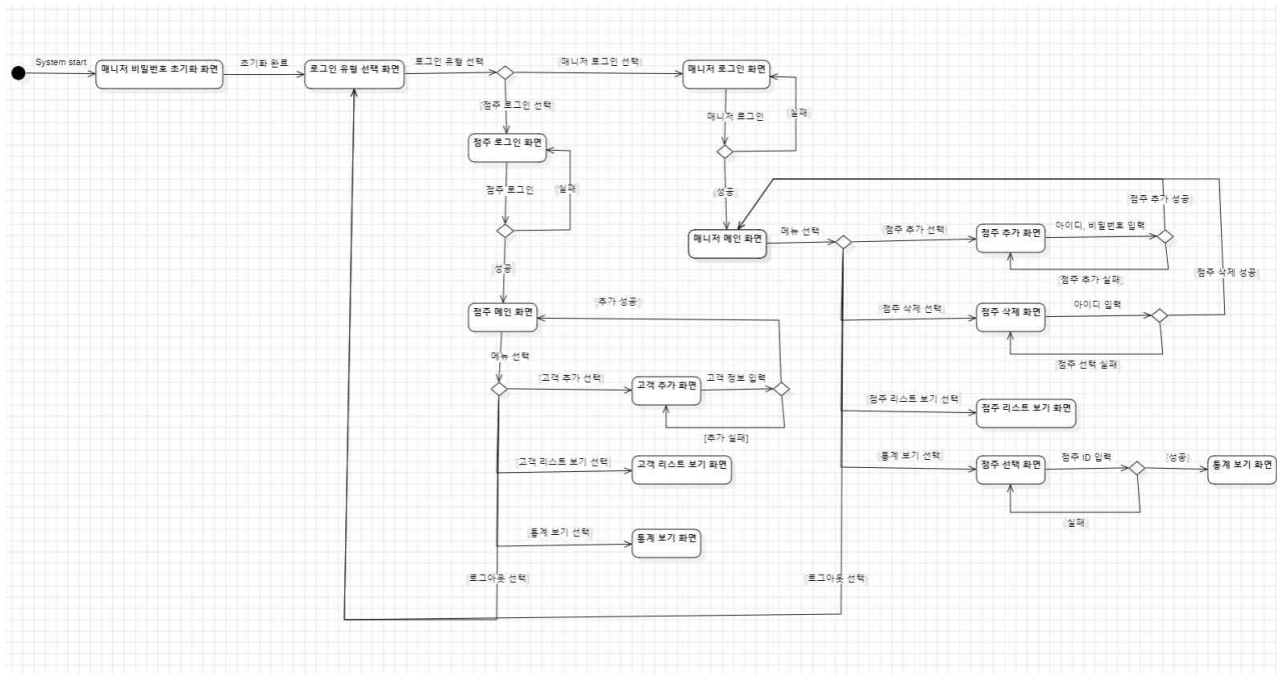 System start
매니저 비밀번호 초기화 화면
초기화 완료
로그인 유형 선택 화면
로그인 유형 선택
[매니저 로그인 선택]
매니저 로그인 화면
[점주 로그인 선택]
매니저 로그인
[실패]
점주 로그인 화면
점주 로그인
[실패]
[성공]
[점주 추가 성공]
매니저 메인 화면
메뉴 선택
[점주 추가 선택]
점주 추가 화면
아이디, 비밀번호 입력
[성공]
[점주 추가 실패]
[점주 삭제 성공]
점주 메인 화면
[추가 성공]
[점주 삭제 선택]
점주 삭제 화면
아이디 입력
메뉴 선택
[점주 선택 실패]
[고객 추가 선택]
고객 추가 화면
고객 정보 입력
[점주 리스트 보기 선택]
점주 리스트 보기 화면
[추가 실패]
[고객 리스트 보기 선택]
고객 리스트 보기 화면
[통계 보기 선택]
점주 선택 화면
점주 ID 입력
[성공]
통계 보기 화면
[실패]
[통계 보기 선택]
통계 보기 화면
[로그아웃 선택]
[로그아웃 선택]